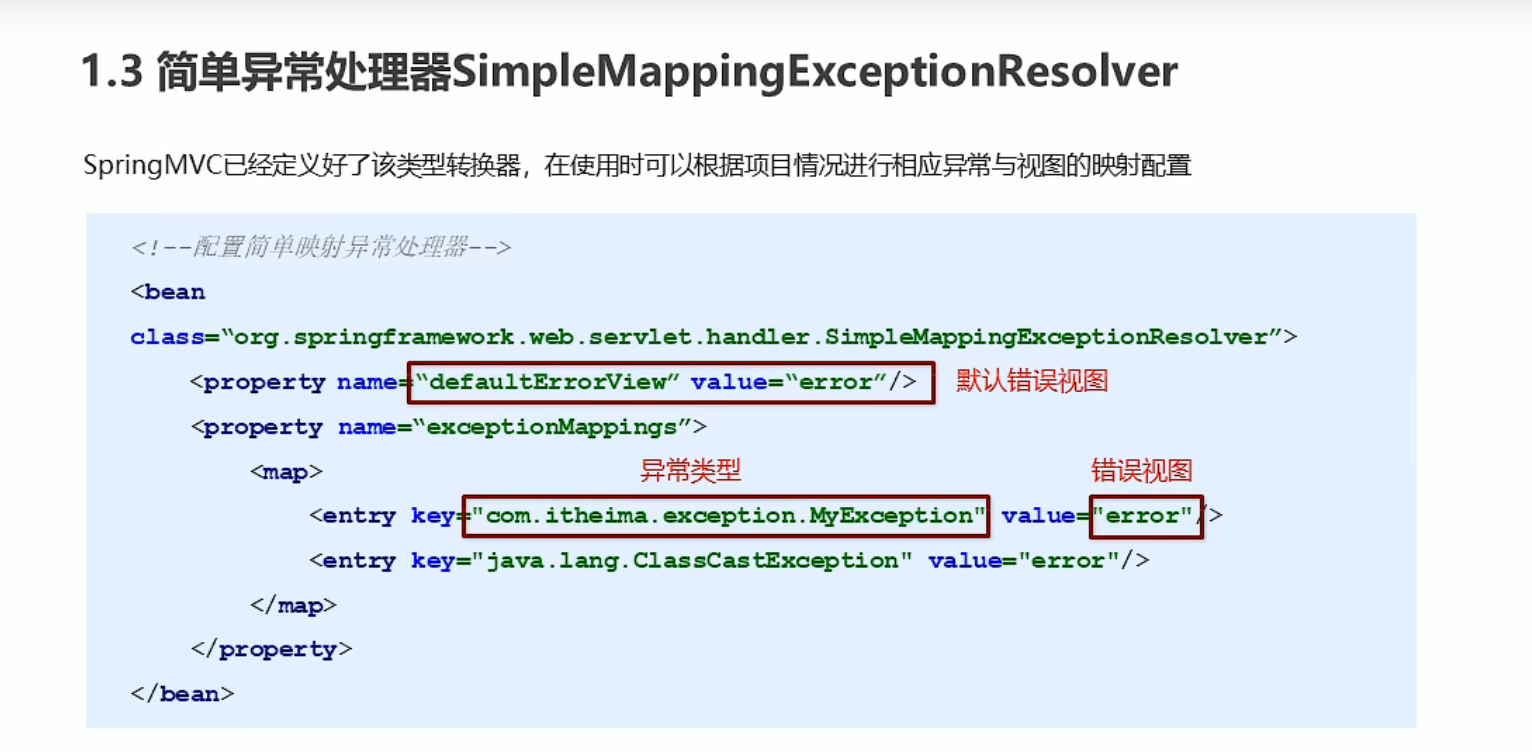 1.3 简单异常处理器SimpleMappingExceptionResolver
SpringMVC已经定义好了该类型转换器，在使用时可以根据项目情况进行相应异常与视图的映射配置
<!--配置简单映射异常处理器-->
<bean
class=“org.springframework.web.servlet.handler.SimpleMappingExceptionResolver”>
<property name=“defaultErrorView” value=“error”/> 默认错误视图
<property name=“exceptionMappings”>
<map> 异常类型 错误视图
<entry key="com.itheima.exception.MyException" value="error"/>
<entry key="java.lang.ClassCastException" value="error"/>
</map>
</property>
</bean>